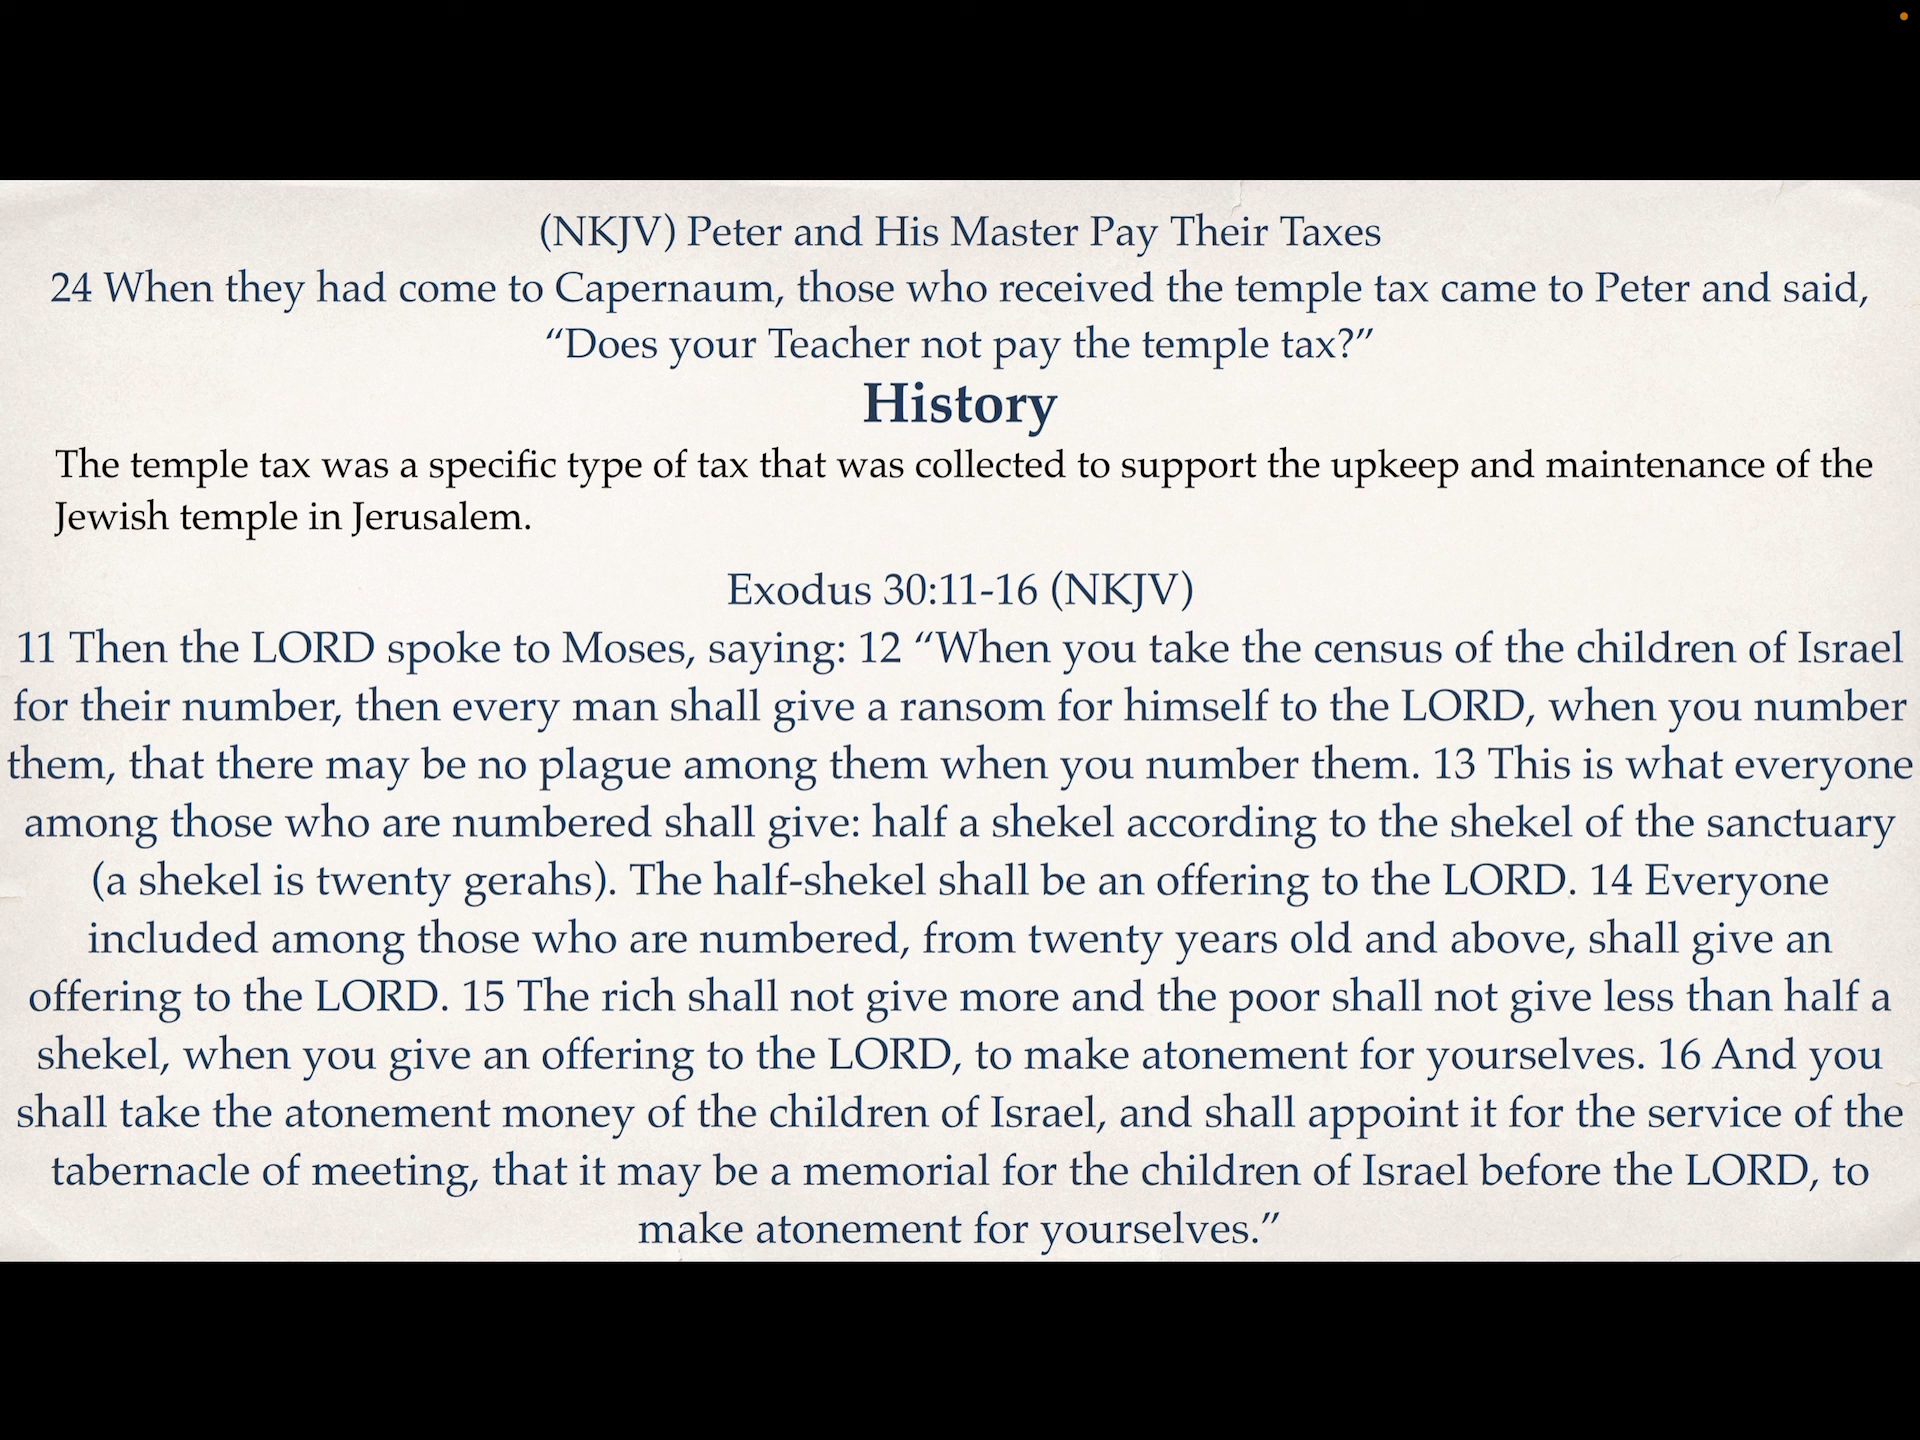 (NKJV) Peter and His Master Pay Their Taxes
24 When they had come to Capernaum, those who received the temple tax came to Peter and said,
“Does your Teacher not pay the temple tax?”
History
The temple tax was a specific type of tax that was collected to support the upkeep and maintenance of the
Jewish temple in Jerusalem.
Exodus 30:11-16 (NKJV)
11 Then the LORD spoke to Moses, saying: 12 “When you take the census of the children of Israel
for their number, then every man shall give a ransom for himself to the LORD, when you number
them, that there may be no plague among them when you number them. 13 This is what everyone
among those who are numbered shall give: half a shekel according to the shekel of the sanctuary
(a shekel is twenty gerahs). The half-shekel shall be an offering to the LORD. 14 Everyone
included among those who are numbered, from twenty years old and above, shall give an
offering to the LORD. 15 The rich shall not give more and the poor shall not give less than half a
shekel, when you give an offering to the LORD, to make atonement for yourselves. 16 And you
shall take the atonement money of the children of Israel, and shall appoint it for the service of the
tabernacle of meeting, that it may be a memorial for the children of Israel before the LORD, to
make atonement for yourselves.”